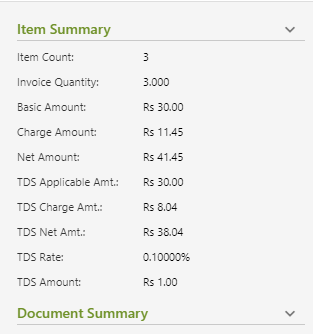 Item Summary
Item Count: 3
Invoice Quantity: 3.000
Basic Amount: Rs 30.00
Charge Amount: Rs 11.45
Net Amount: Rs 41.45
TDS Applicable Amt.: Rs 30.00
TDS Charge Amt.: Rs 8.04
TDS Net Amt.: Rs 38.04
TDS Rate: 0.10000%
TDS Amount: Rs 1.00
Document Summary